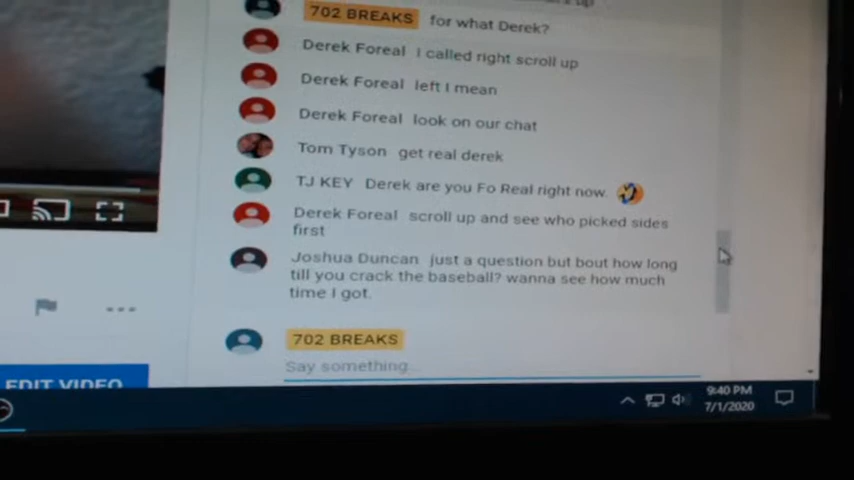 702 BREAKS for what Derek?
Derek Foreal I called right scroll up
Derek Foreal left I mean
Derek Foreal look on our chat
Tom Tyson get real derek
TJ KEY Derek are you Fo Real right now. 🤣
Derek Foreal scroll up and see who picked sides
first
Joshua Duncan just a question but bout how long
till you crack the baseball? wanna see how much
time I got.
702 BREAKS
Say something...
EDIT VIDEO
9:40 PM
7/1/2020